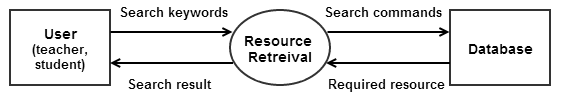 Search keywords
Search commands
User
(teacher,
student)
Resource
Retreival
Database
Search result
Required resource